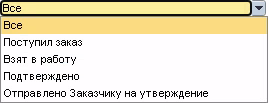 Все
Все
Поступил заказ
Взят в работу
Подтверждено
Отправлено Заказчику на утверждение